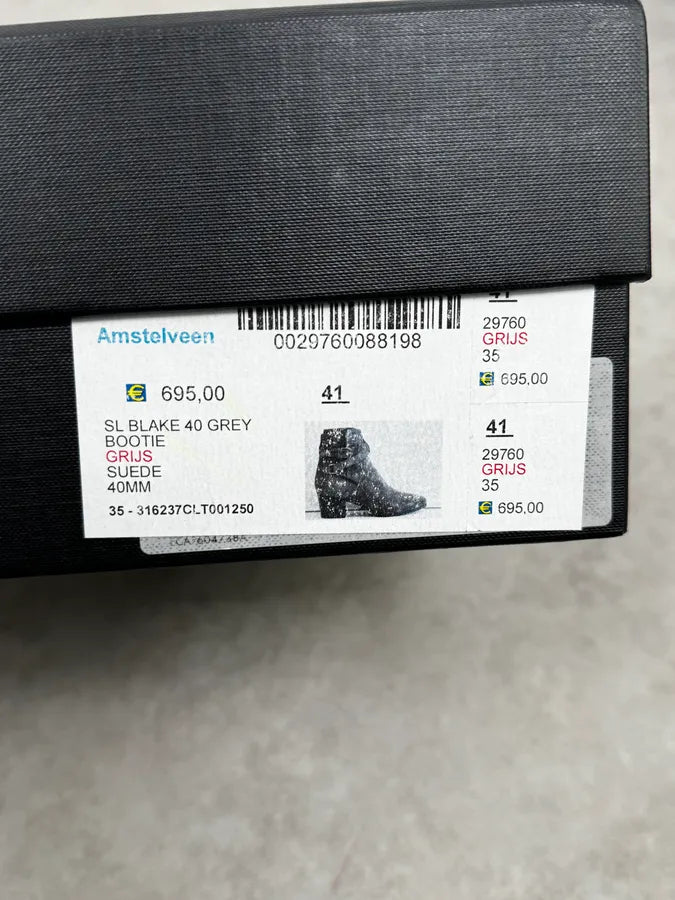 Amstelveen
0029760088198
€ 695,00
41
SL BLAKE 40 GREY
BOOTIE
GRIJS
SUEDE
40MM
35 - 316237CLT001250
41
29760
GRIJS
35
€ 695,00
41
29760
GRIJS
35
€ 695,00